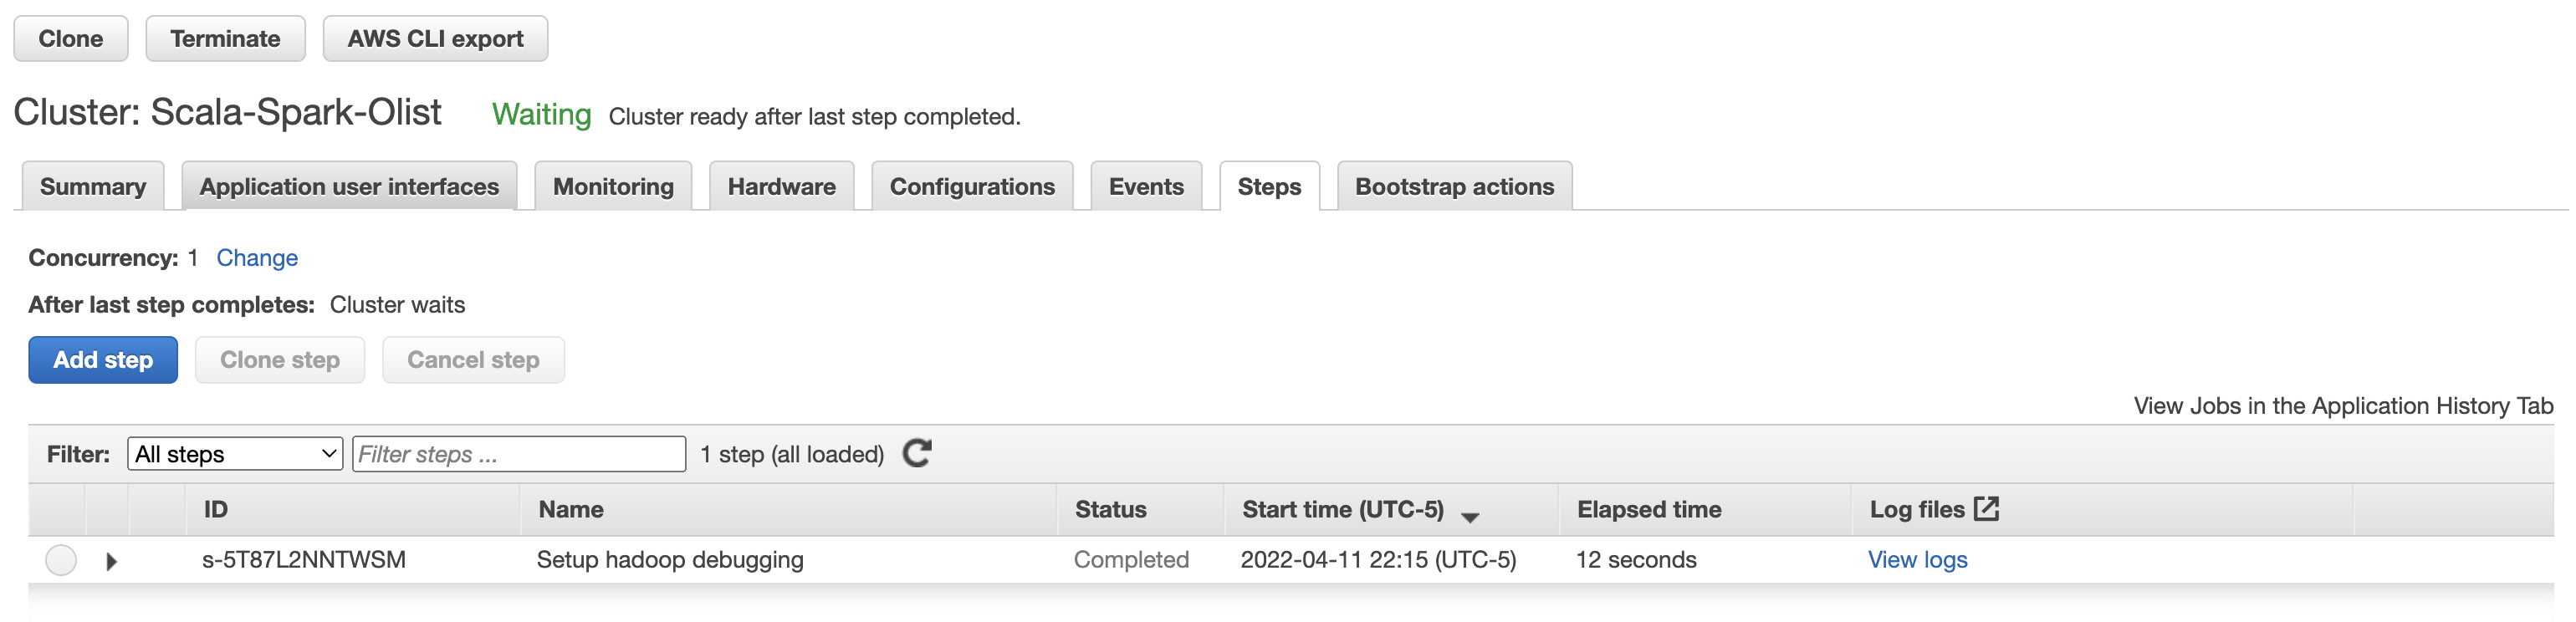 Clone Terminate AWS CLI export
Cluster: Scala-Spark-Olist Waiting Cluster ready after last step completed.
Summary Application user interfaces Monitoring Hardware Configurations Events Steps Bootstrap actions
Concurrency: 1 Change
After last step completes: Cluster waits
Add step Clone step Cancel step
View Jobs in the Application History Tab
Filter: All steps Filter steps ... 1 step (all loaded)
ID Name Status Start time (UTC-5) Elapsed time Log files
s-5T87L2NNTWSM Setup hadoop debugging Completed 2022-04-11 22:15 (UTC-5) 12 seconds View logs